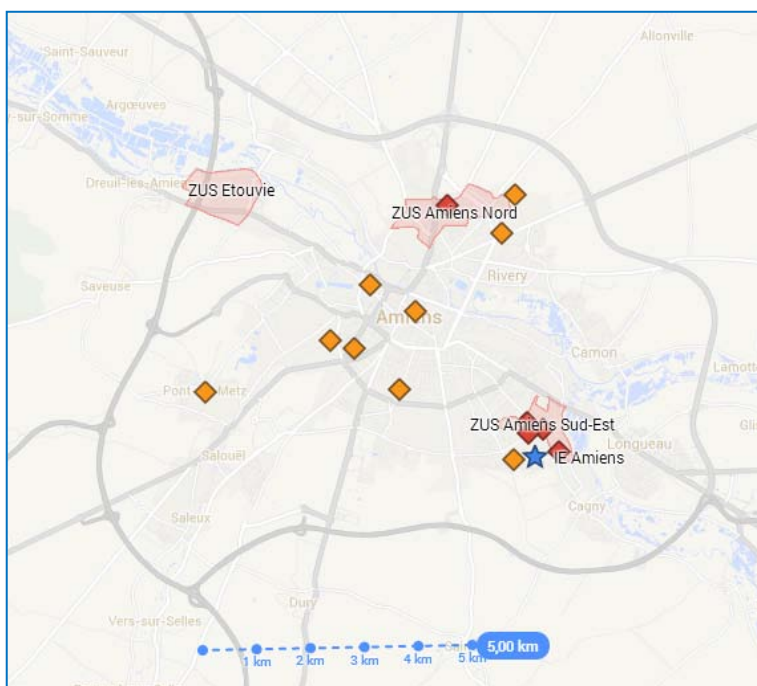 Saint-Sauveur
Allonville
Argœuves
-sur-Somme
Dreuil-lès-Amie
ZUS Etouvie
ZUS Amiens Nord
Rivery
Saveuse
Amiens
Camon
Lamotte
Pont-de-Metz
ZUS Amiens Sud-Est
Longueau
Salouël
IE Amiens
Cagny
Saleux
Dury
Vers-sur-Selles
5,00 km
1 km
2 km
3 km
4 km
5 km